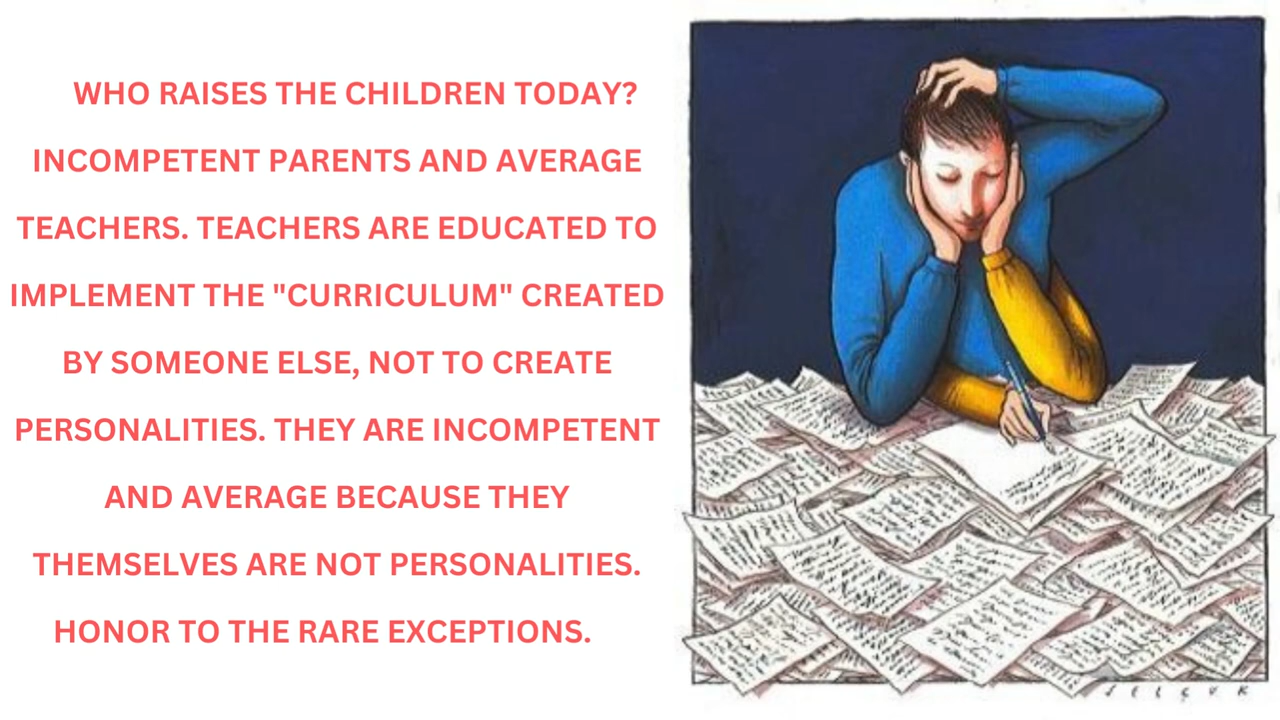 WHO RAISES THE CHILDREN TODAY?
INCOMPETENT PARENTS AND AVERAGE
TEACHERS. TEACHERS ARE EDUCATED TO
IMPLEMENT THE "CURRICULUM" CREATED
BY SOMEONE ELSE, NOT TO CREATE
PERSONALITIES. THEY ARE INCOMPETENT
AND AVERAGE BECAUSE THEY
THEMSELVES ARE NOT PERSONALITIES.
HONOR TO THE RARE EXCEPTIONS.
SELÇUK